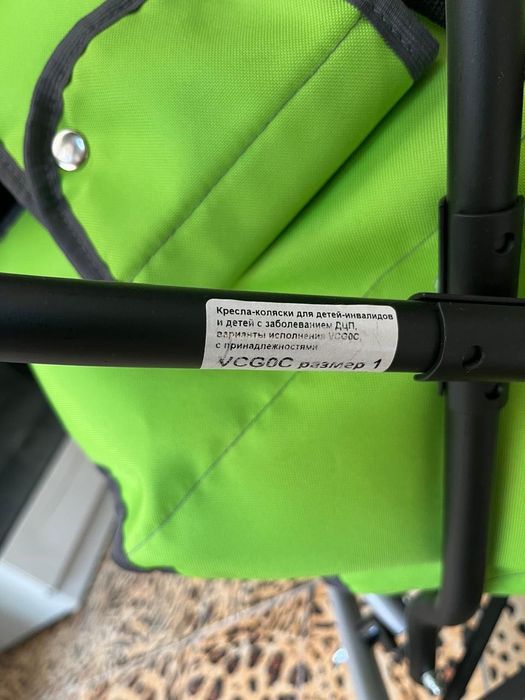 Кресла-коляски для детей-инвалидов
и детей с заболеванием ДЦП,
варианты исполнения VCG0C,
с принадлежностями
VCG0C размер 1